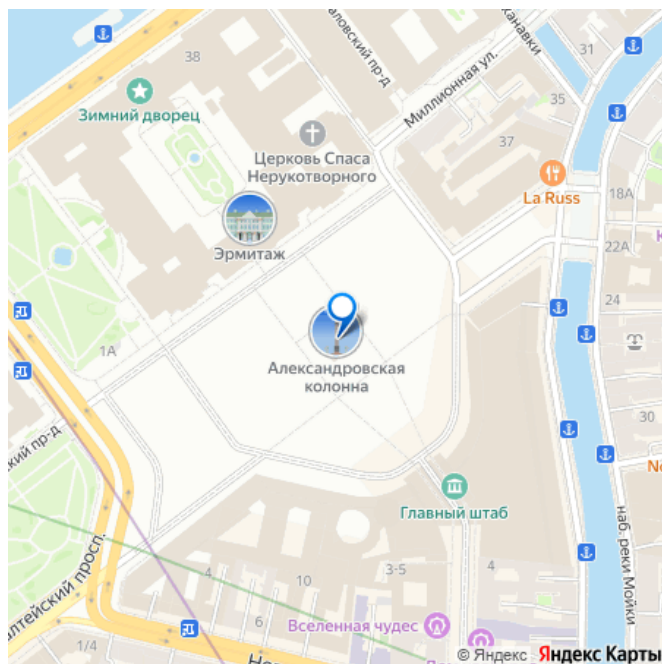 38
Зимний дворец
Миллионная ул.
31
35
37
Церковь Спаса
Нерукотворного
La Russ
18А
22А
Эрмитаж
24
1А
Александровская
колонна
30
Главный штаб
наб. реки Мойки
4
10
3-5
4
6
Вселенная чудес
1/4
© Яндекс Яндекс Карты